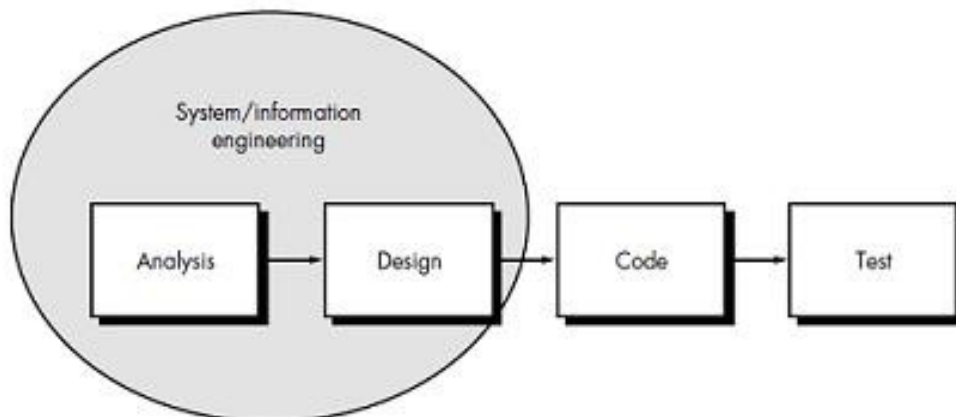 System/information
engineering
Analysis
Design
Code
Test